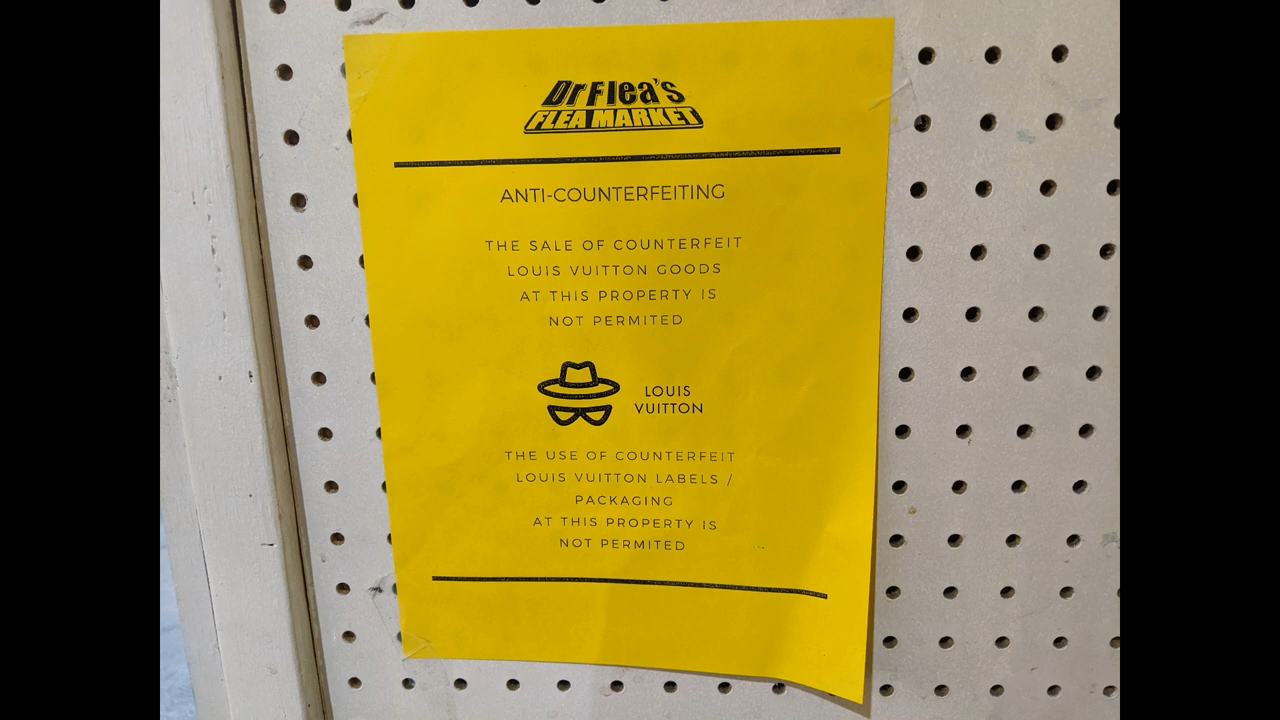 Dr Flea's
FLEA MARKET
ANTI-COUNTERFEITING
THE SALE OF COUNTERFEIT
LOUIS VUITTON GOODS
AT THIS PROPERTY IS
NOT PERMITED
LOUIS
VUITTON
THE USE OF COUNTERFEIT
LOUIS VUITTON LABELS /
PACKAGING
AT THIS PROPERTY IS
NOT PERMITED